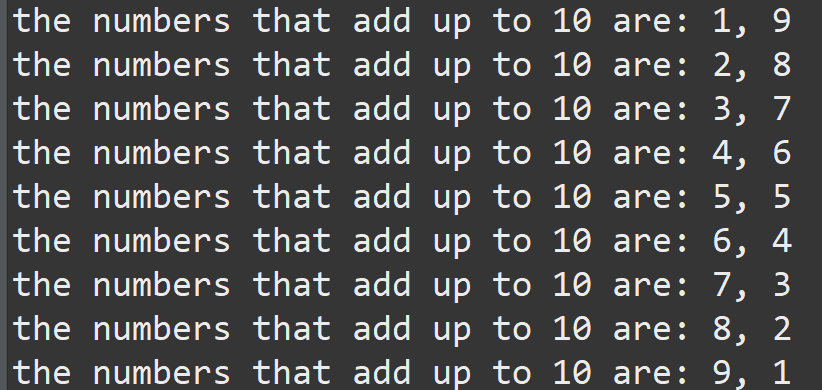 the numbers that add up to 10 are: 1, 9
the numbers that add up to 10 are: 2, 8
the numbers that add up to 10 are: 3, 7
the numbers that add up to 10 are: 4, 6
the numbers that add up to 10 are: 5, 5
the numbers that add up to 10 are: 6, 4
the numbers that add up to 10 are: 7, 3
the numbers that add up to 10 are: 8, 2
the numbers that add up to 10 are: 9, 1